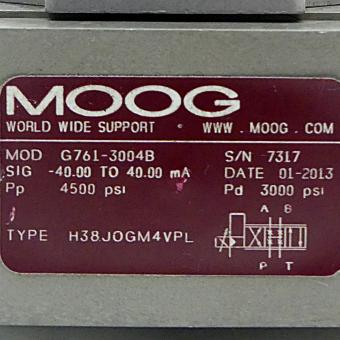 MOOG
WORLD WIDE SUPPORT · WWW . MOOG . COM
MOD G761-3004B S/N 7317
SIG -40.00 TO 40.00 mA DATE 01-2013
Pp 4500 psi Pd 3000 psi
A B
TYPE H38JOGM4VPL
P T